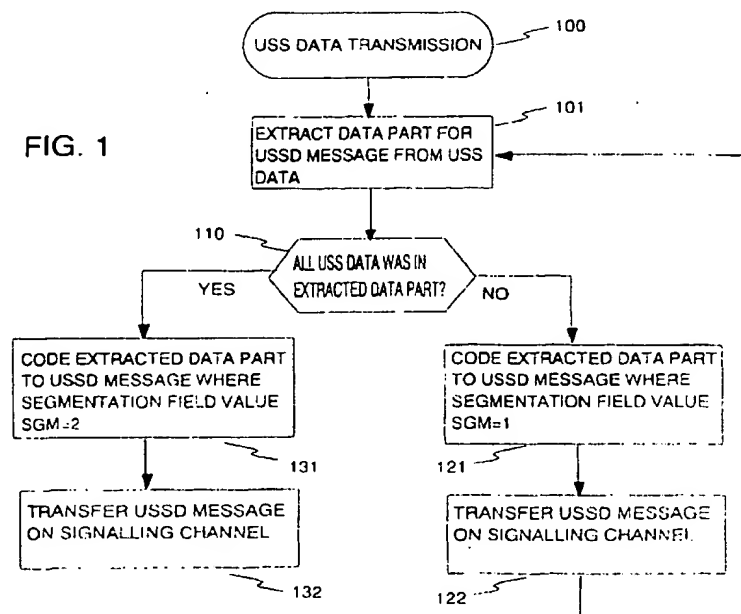 USS DATA TRANSMISSION
100
101
FIG. 1
EXTRACT DATA PART FOR
USSD MESSAGE FROM USS
DATA
110
ALL USS DATA WAS IN
EXTRACTED DATA PART?
YES
NO
CODE EXTRACTED DATA PART
TO USSD MESSAGE WHERE
SEGMENTATION FIELD VALUE
SGM=2
131
CODE EXTRACTED DATA PART
TO USSD MESSAGE WHERE
SEGMENTATION FIELD VALUE
SGM=1
121
TRANSFER USSD MESSAGE
ON SIGNALLING CHANNEL
132
TRANSFER USSD MESSAGE
ON SIGNALLING CHANNEL
122